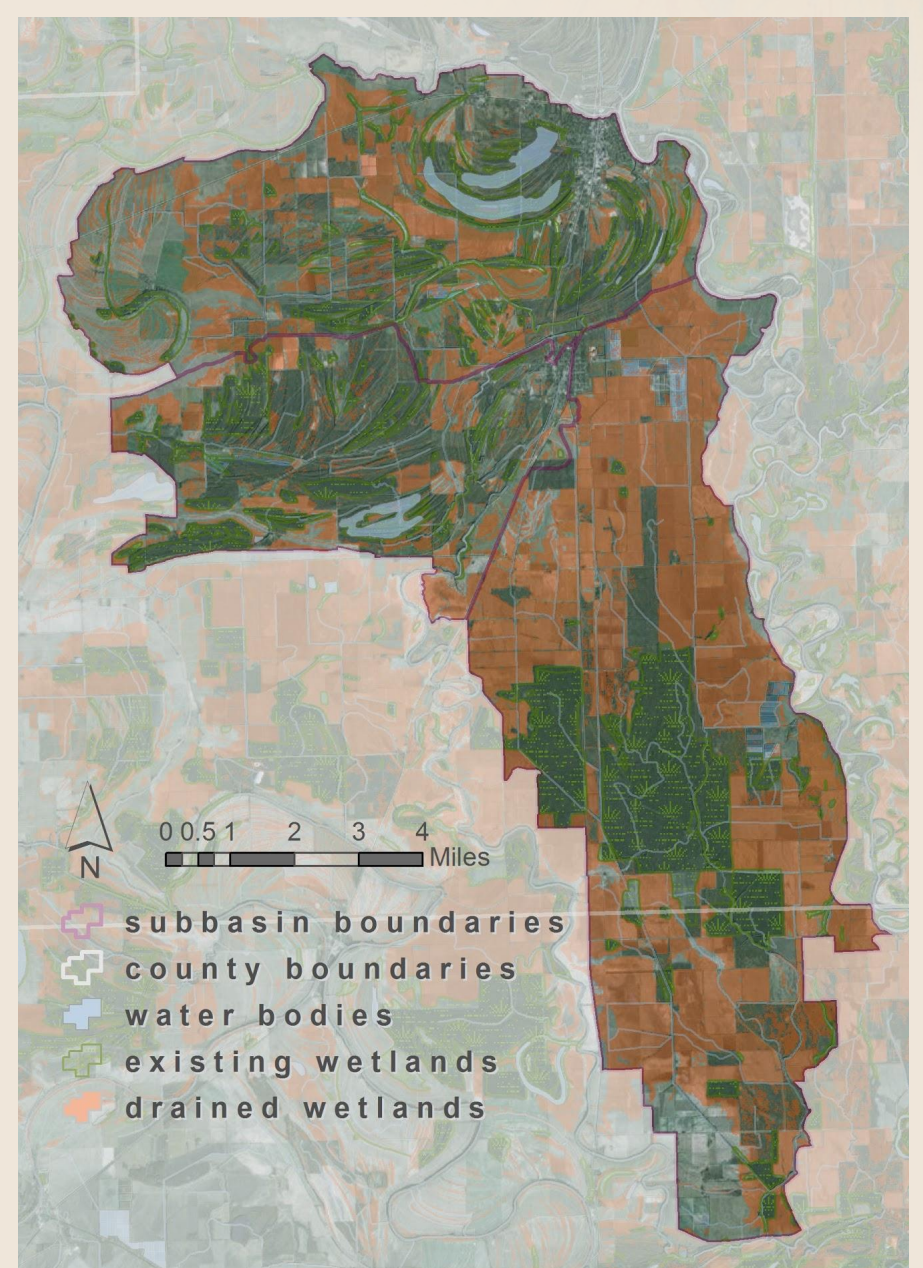 0 0.5 1 2 3 4
Miles
N
subbasin boundaries
county boundaries
water bodies
existing wetlands
drained wetlands